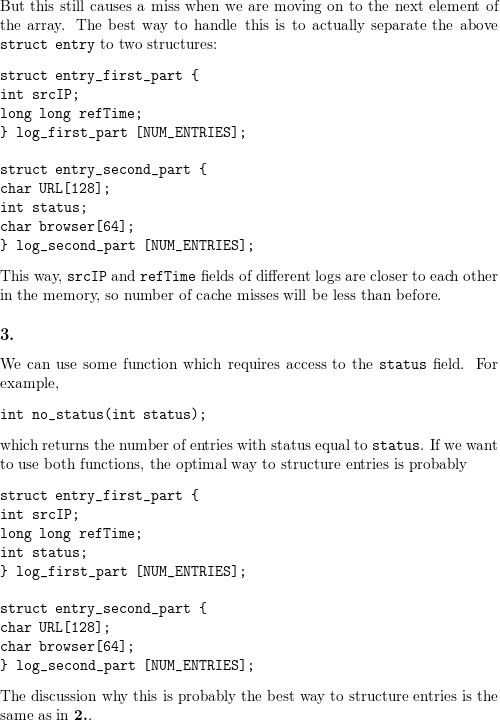 But this still causes a miss when we are moving on to the next element of
the array. The best way to handle this is to actually separate the above
struct entry to two structures:
struct entry_first_part {
int srcIP;
long long refTime;
} log_first_part [NUM_ENTRIES];
struct entry_second_part {
char URL[128];
int status;
char browser[64];
} log_second_part [NUM_ENTRIES];
This way, srcIP and refTime fields of different logs are closer to each other
in the memory, so number of cache misses will be less than before.
3.
We can use some function which requires access to the status field. For
example,
int no_status(int status);
which returns the number of entries with status equal to status. If we want
to use both functions, the optimal way to structure entries is probably
struct entry_first_part {
int srcIP;
long long refTime;
int status;
} log_first_part [NUM_ENTRIES];
struct entry_second_part {
char URL[128];
char browser[64];
} log_second_part [NUM_ENTRIES];
The discussion why this is probably the best way to structure entries is the
same as in 2..